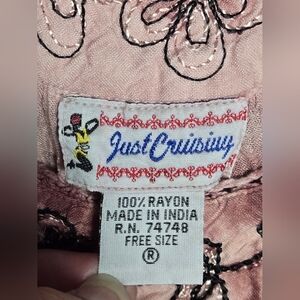 Just Cruising
100% RAYON
MADE IN INDIA
R.N. 74748
FREE SIZE
®